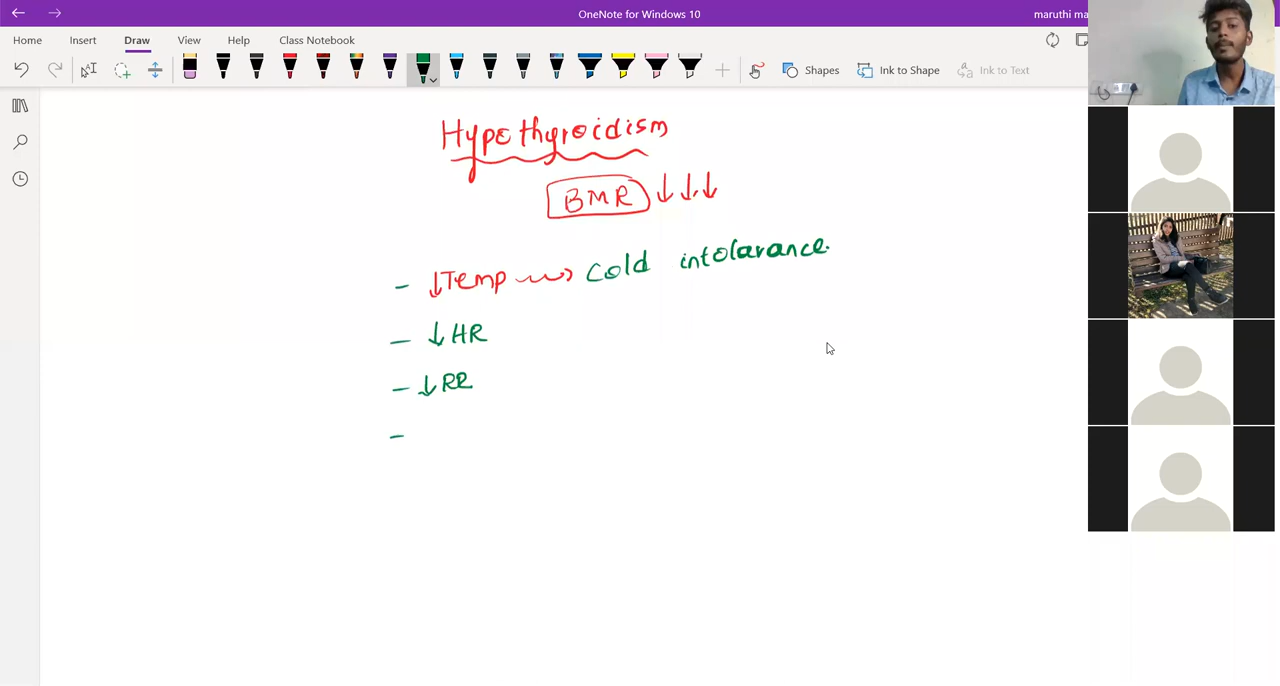 OneNote for Windows 10
maruthi ma
Home Insert Draw View Help Class Notebook
Shapes Ink to Shape Ink to Text
Hypothyroidism
BMR ↓↓↓
- ↓Temp → cold intolarance.
- ↓ HR
- ↓ RR
-